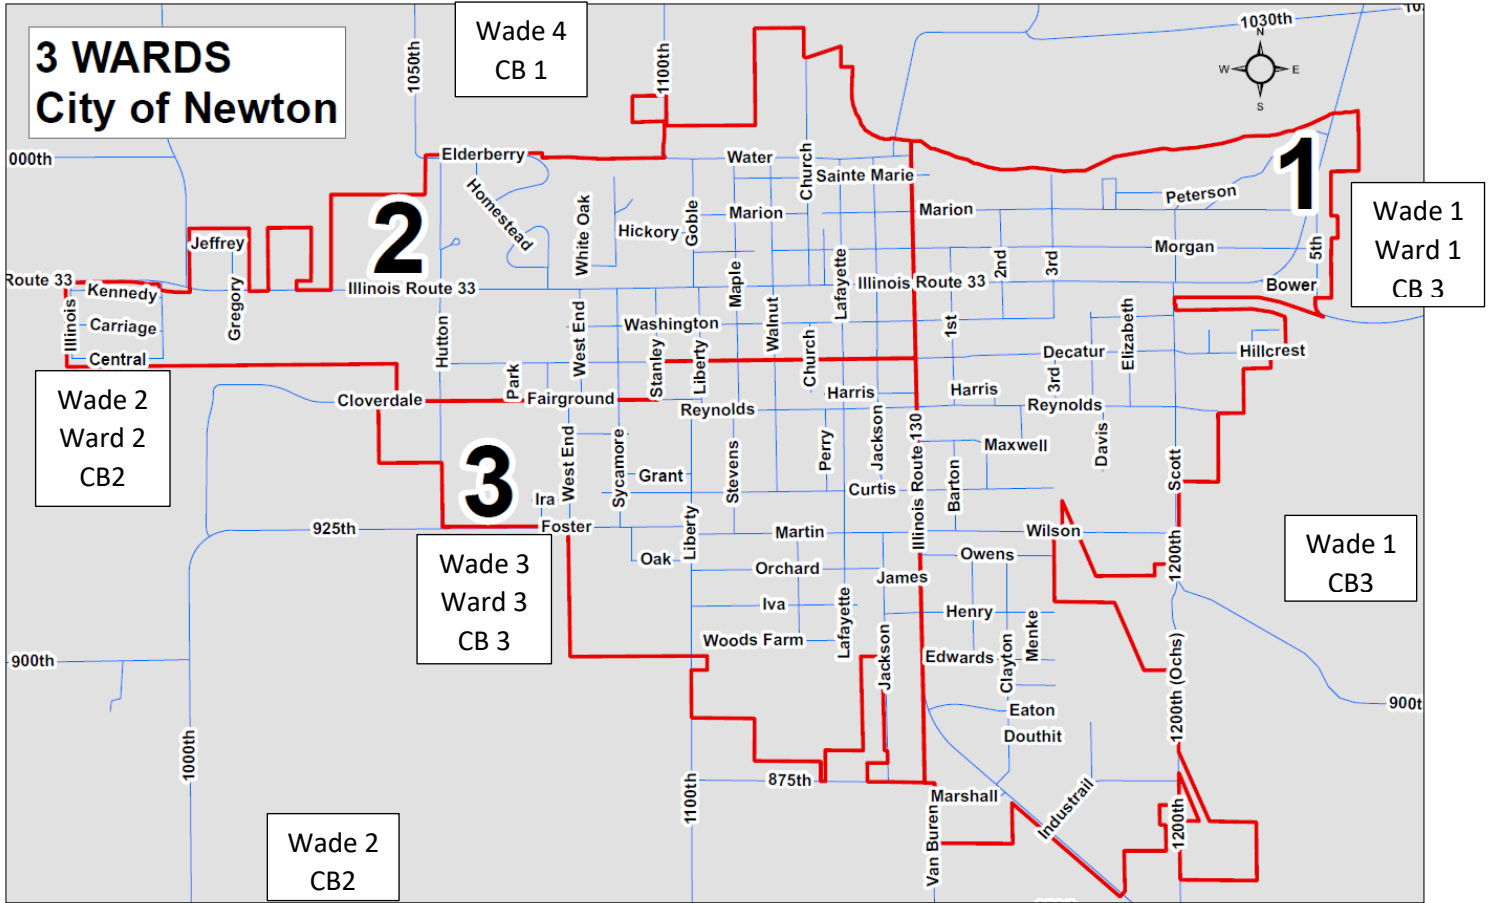 3 WARDS
City of Newton
Wade 4
CB 1
1030th
N
W
E
S
1050th
1100th
000th
Elderberry
Water
Church
Sainte Marie
1
Peterson
Homestead
White Oak
Goble
Marion
Marion
Hickory
2
Jeffrey
Morgan
2nd
3rd
5th
Wade 1
Ward 1
CB 3
Route 33
Kennedy
Illinois Route 33
Maple
Lafayette
Illinois Route 33
Bower
Illinois
Carriage
Gregory
Central
Hutton
West End
Washington
Walnut
1st
Elizabeth
Stanley
Liberty
Church
Decatur
Hillcrest
Park
3rd
Wade 2
Ward 2
CB2
Cloverdale
Fairground
Reynolds
Harris
Harris
Reynolds
3
West End
Sycamore
Grant
Stevens
Perry
Jackson
Illinois Route 130
Maxwell
Davis
Barton
Scott
Ira
Curtis
925th
Foster
Liberty
Martin
Wilson
1200th
Wade 3
Ward 3
CB 3
Oak
Orchard
James
Owens
Wade 1
CB3
Iva
Lafayette
Henry
Menke
Woods Farm
Jackson
Edwards
Clayton
1200th (Ochs)
900th
900t
Eaton
Douthit
1000th
1100th
875th
Marshall
Industrail
1200th
Van Buren
Wade 2
CB2